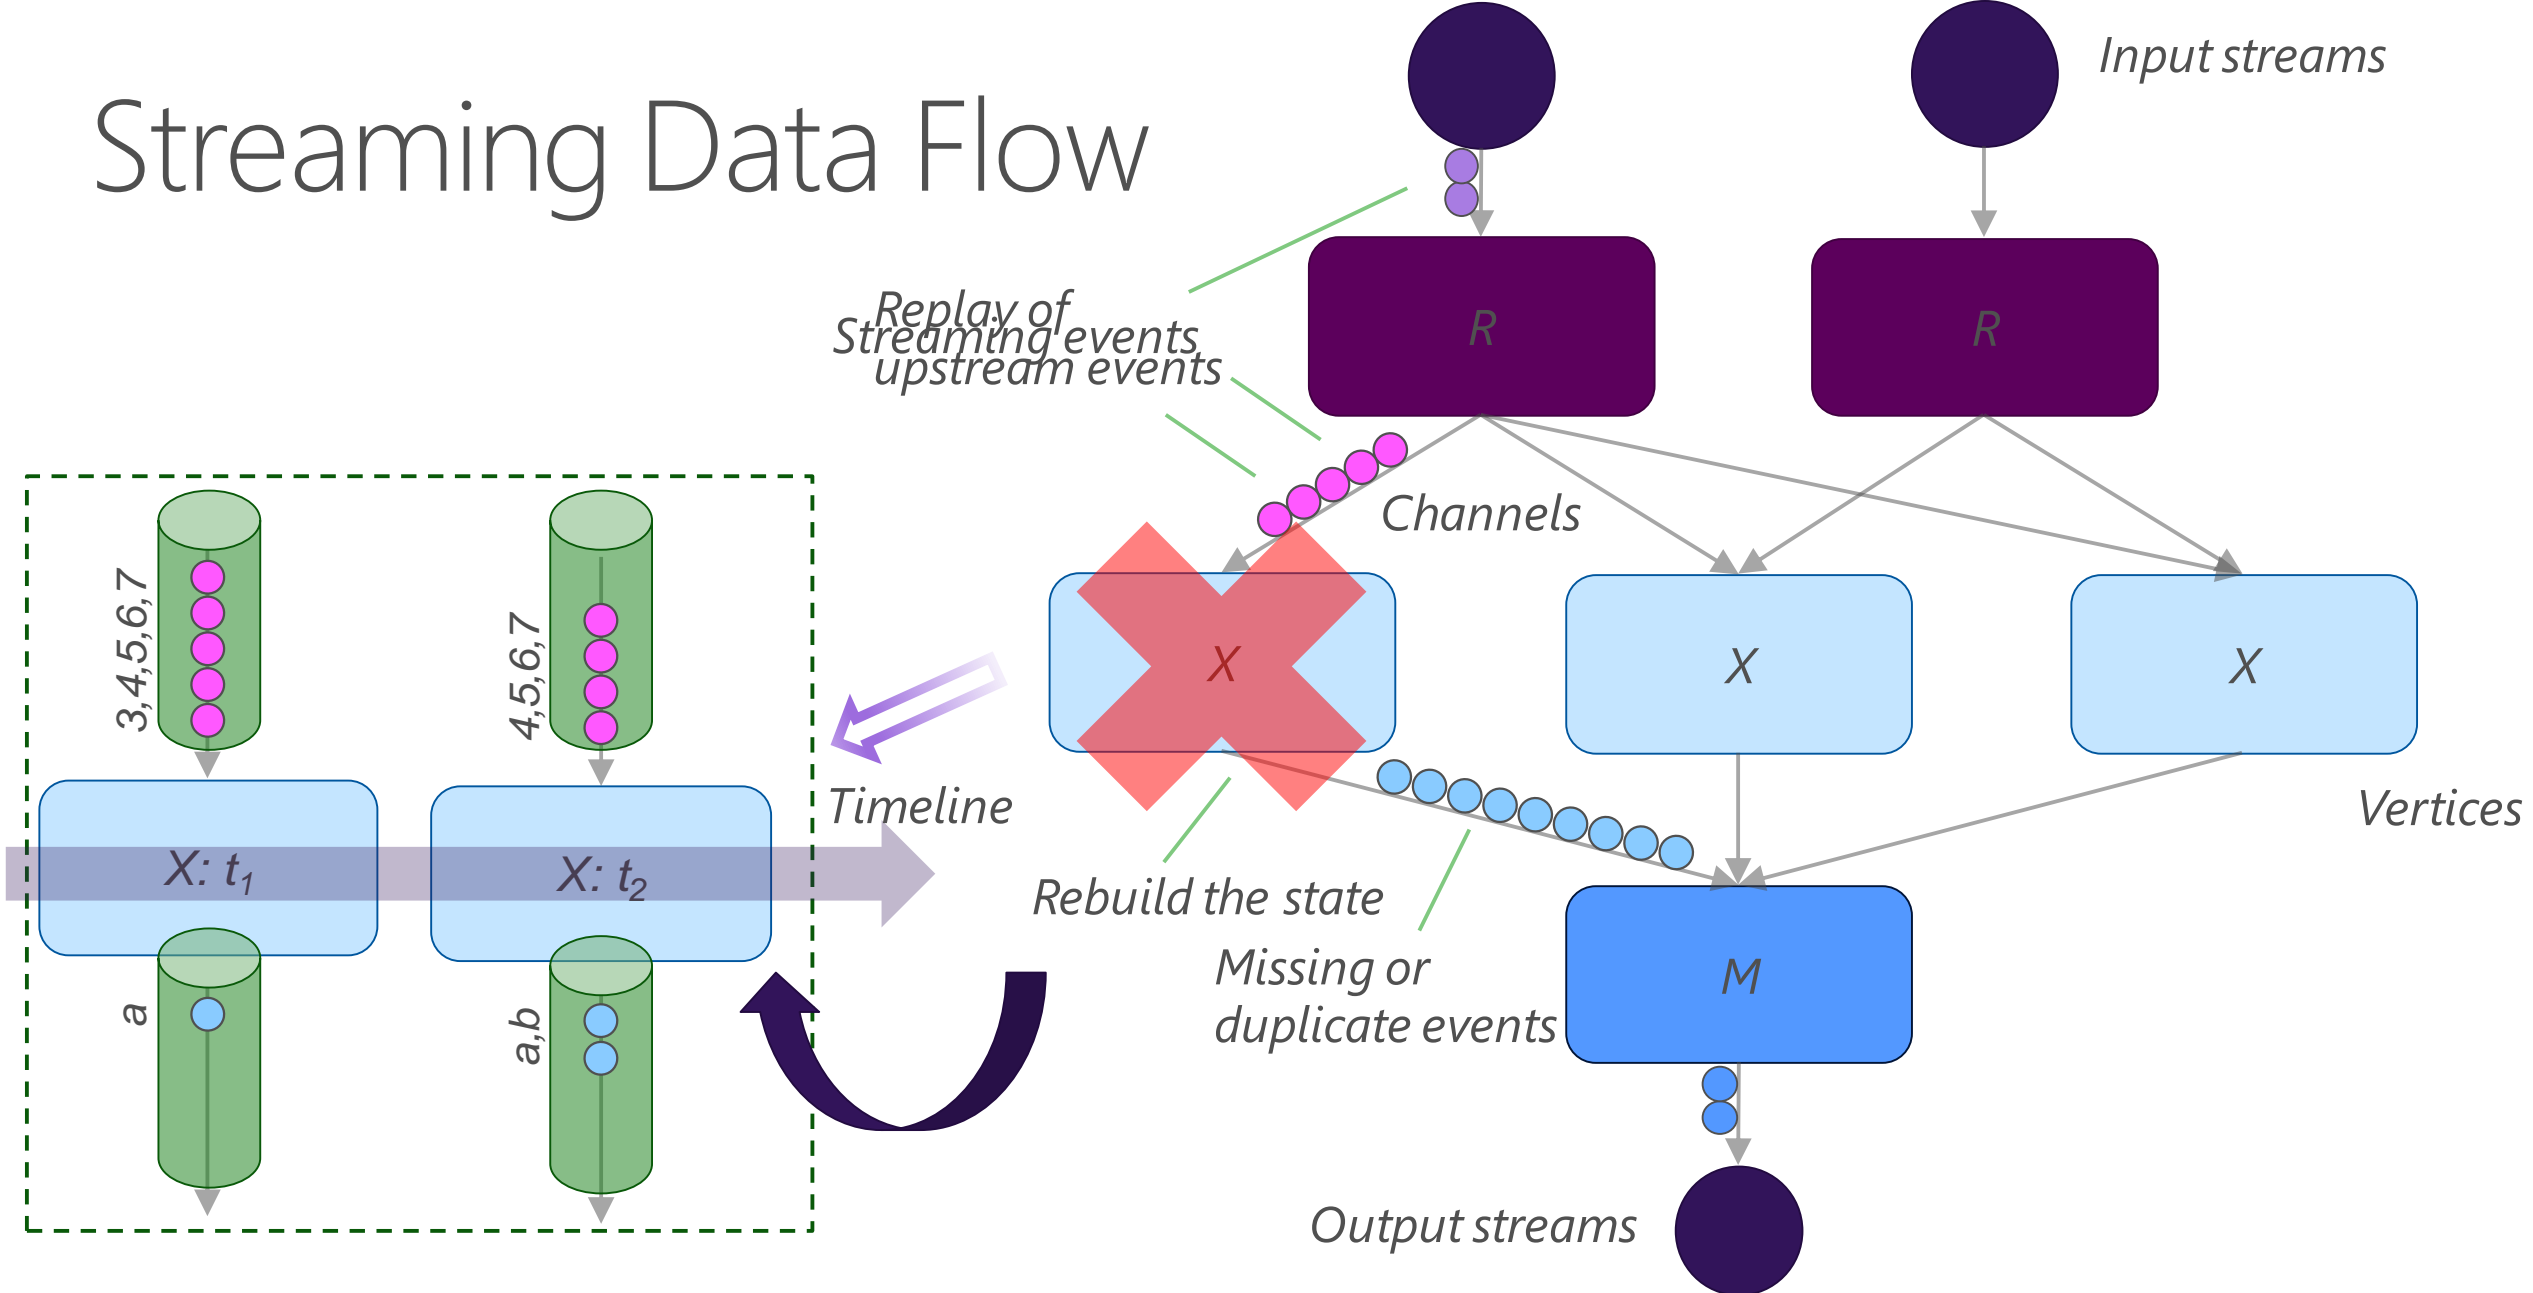 Streaming Data Flow
Input streams
Replay of
Streaming events
upstream events
R
R
Channels
3,4,5,6,7
4,5,6,7
X
X
X
Timeline
Vertices
X: t1
X: t2
Rebuild the state
Missing or
duplicate events
M
a
a,b
Output streams